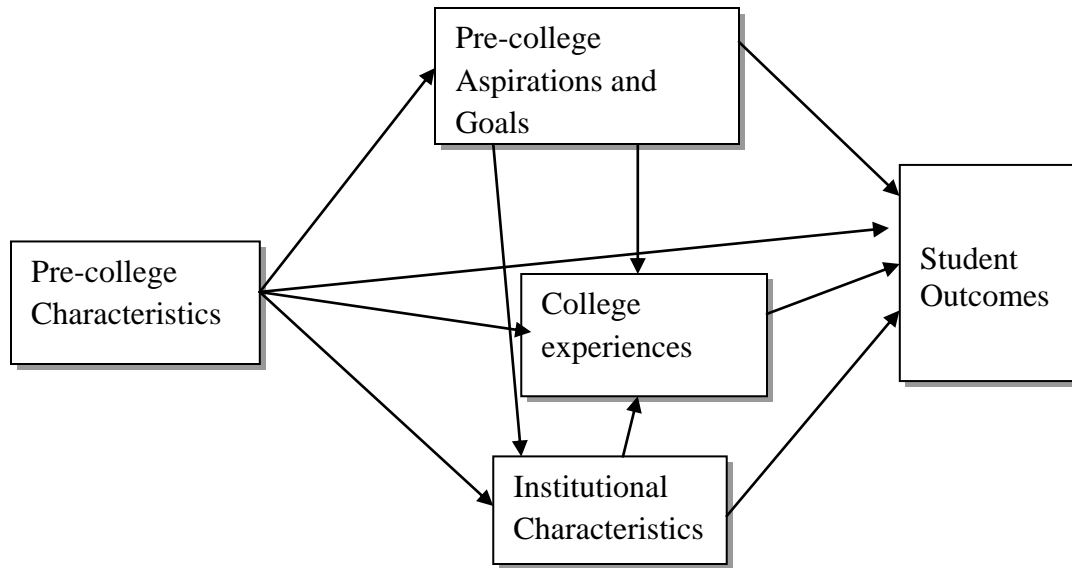 Pre-college
Aspirations and
Goals
Pre-college
Characteristics
College
experiences
Student
Outcomes
Institutional
Characteristics